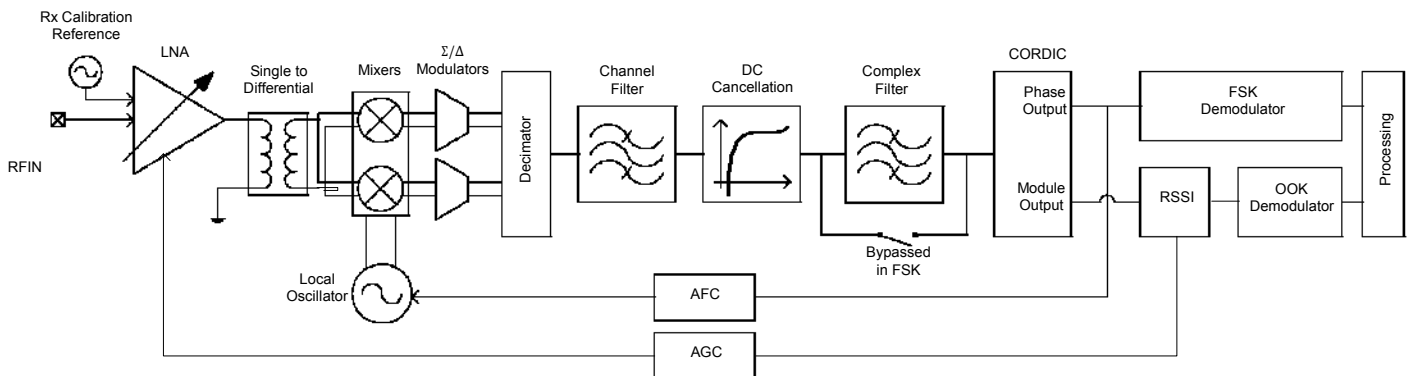 Rx Calibration
Reference
LNA
Single to
Differential
Mixers
Σ/Δ
Modulators
Decimator
Channel
Filter
DC
Cancellation
Complex
Filter
CORDIC
Phase
Output
Module
Output
FSK
Demodulator
RSSI
OOK
Demodulator
Processing
RFIN
Bypassed
in FSK
Local
Oscillator
AFC
AGC